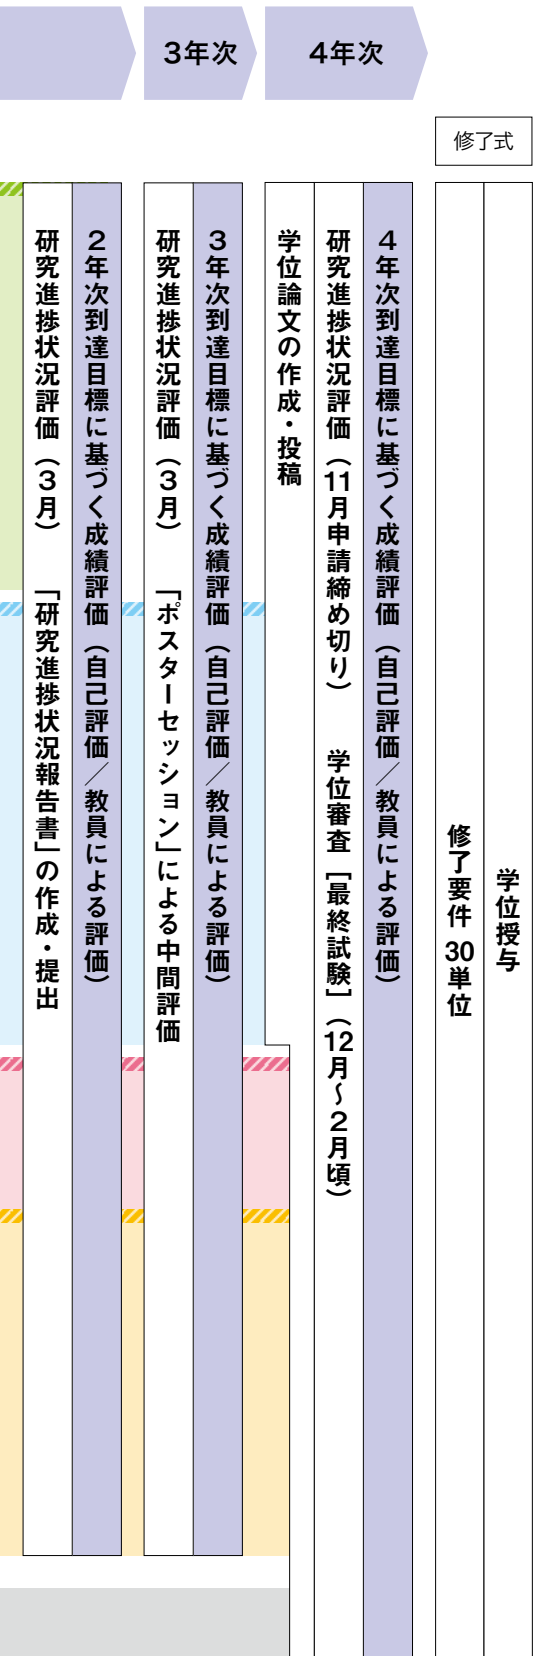 3年次
4年次
修了式
研究進捗状況評価（3月）　「研究進捗状況報告書」の作成・提出
2年次到達目標に基づく成績評価（自己評価／教員による評価）
研究進捗状況評価（3月）　「ポスターセッション」による中間評価
3年次到達目標に基づく成績評価（自己評価／教員による評価）
学位論文の作成・投稿
研究進捗状況評価（11月申請締め切り）　学位審査［最終試験］（12月～2月頃）
4年次到達目標に基づく成績評価（自己評価／教員による評価）
修了要件 30単位
学位授与